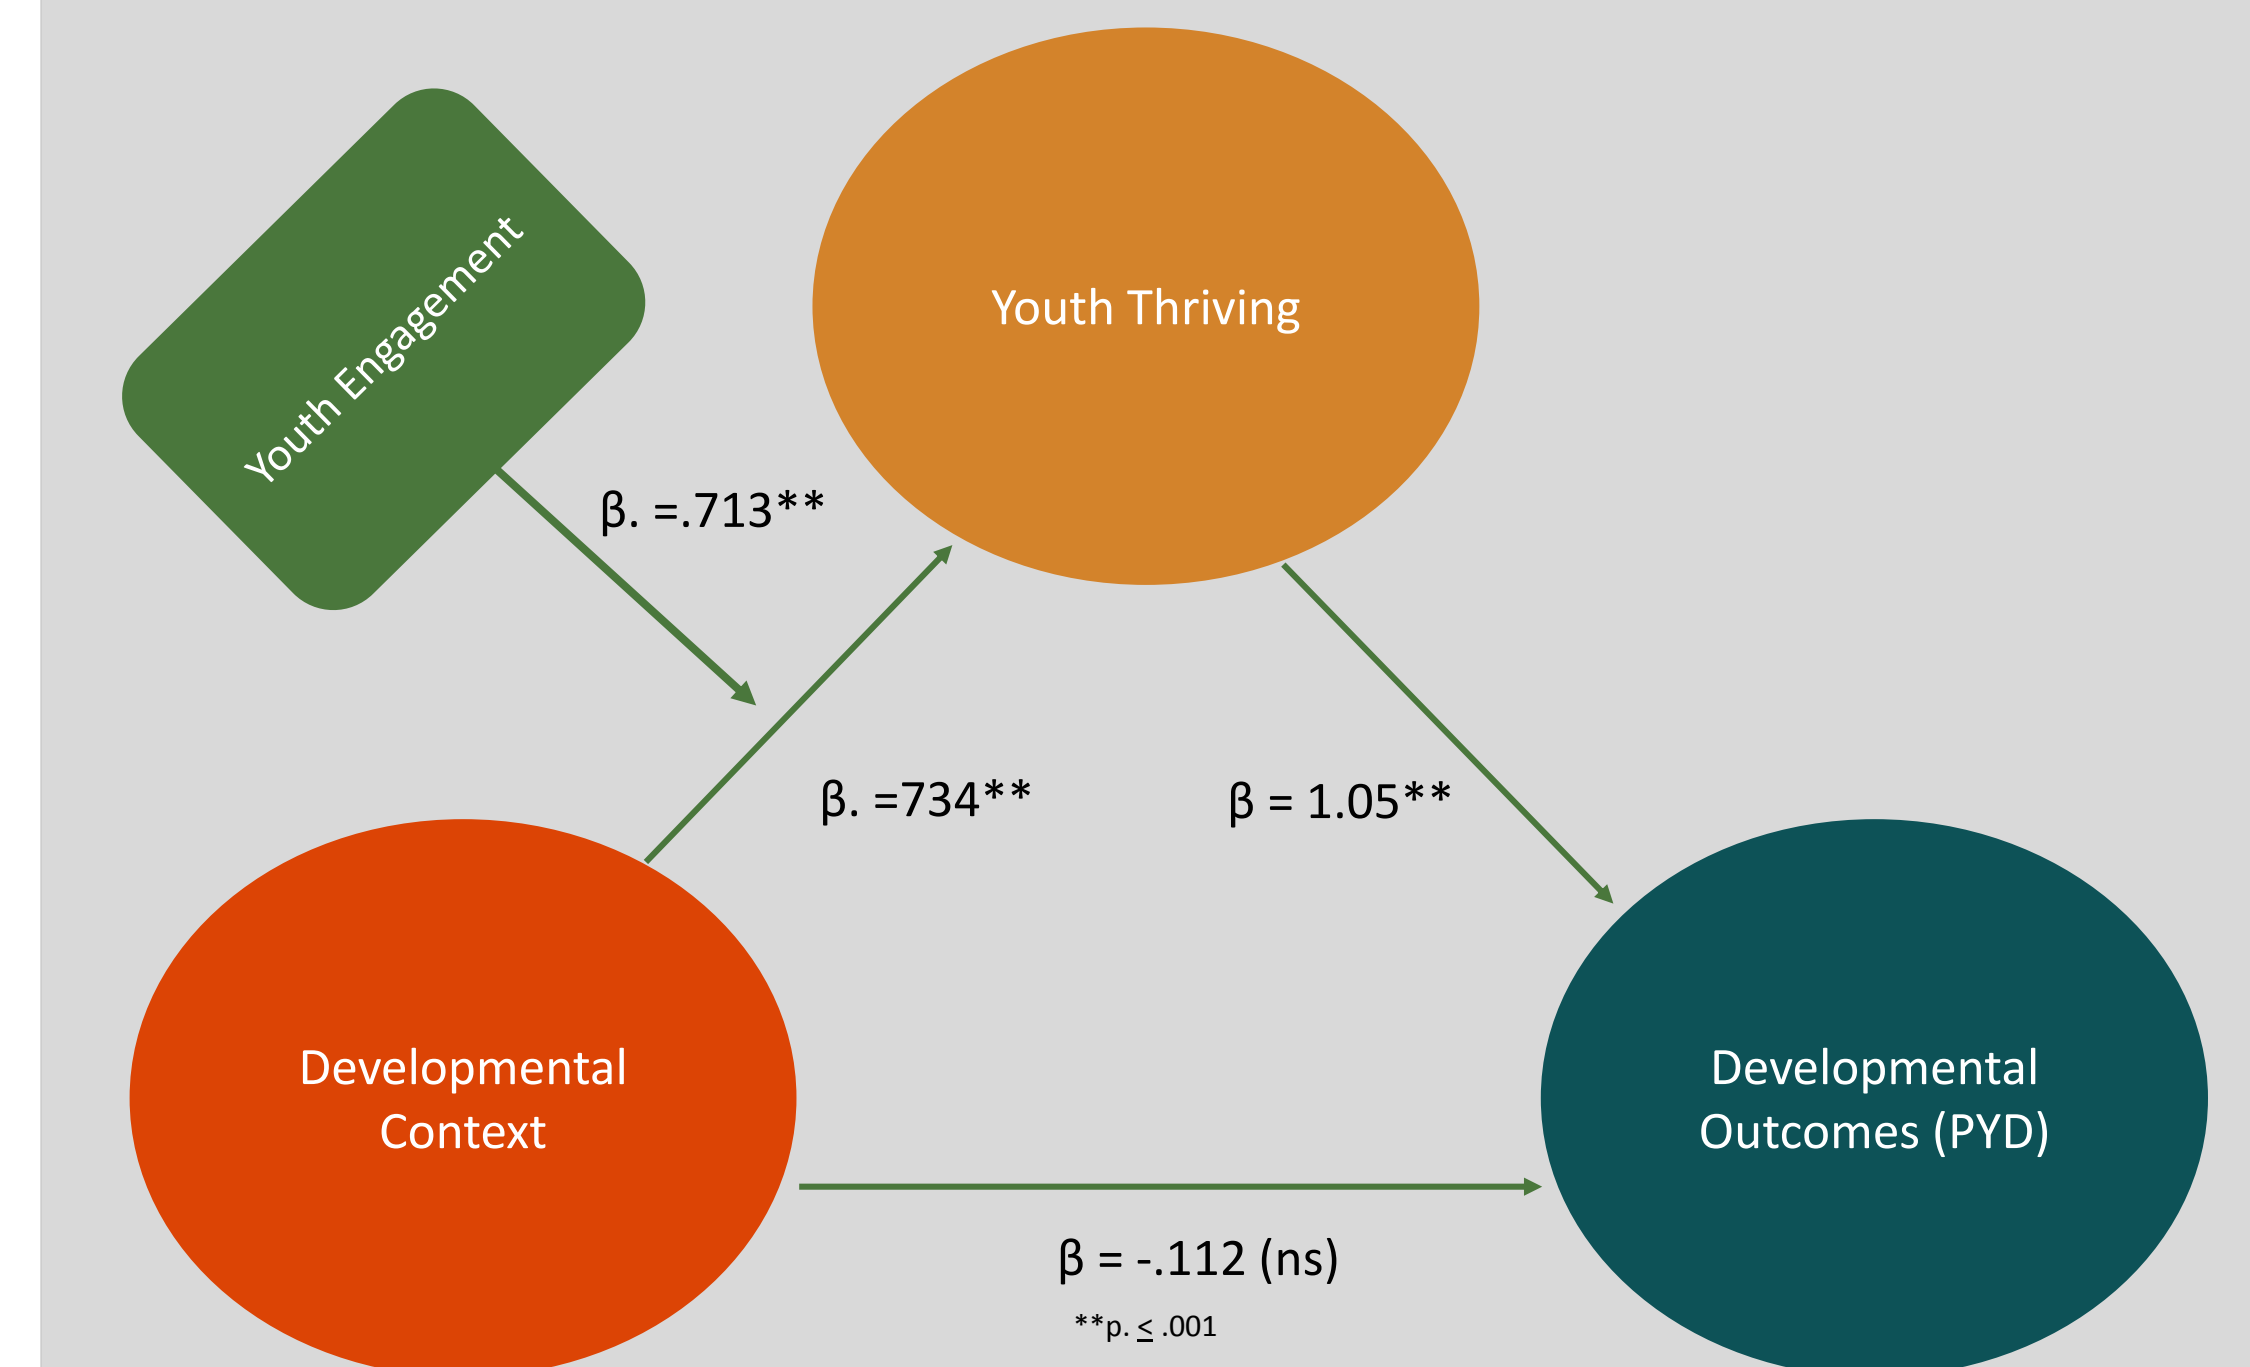 Youth Engagement
Youth Thriving
β. =.713**
β. =734**
β = 1.05**
Developmental
Context
Developmental
Outcomes (PYD)
β = -.112 (ns)
**p. ≤ .001